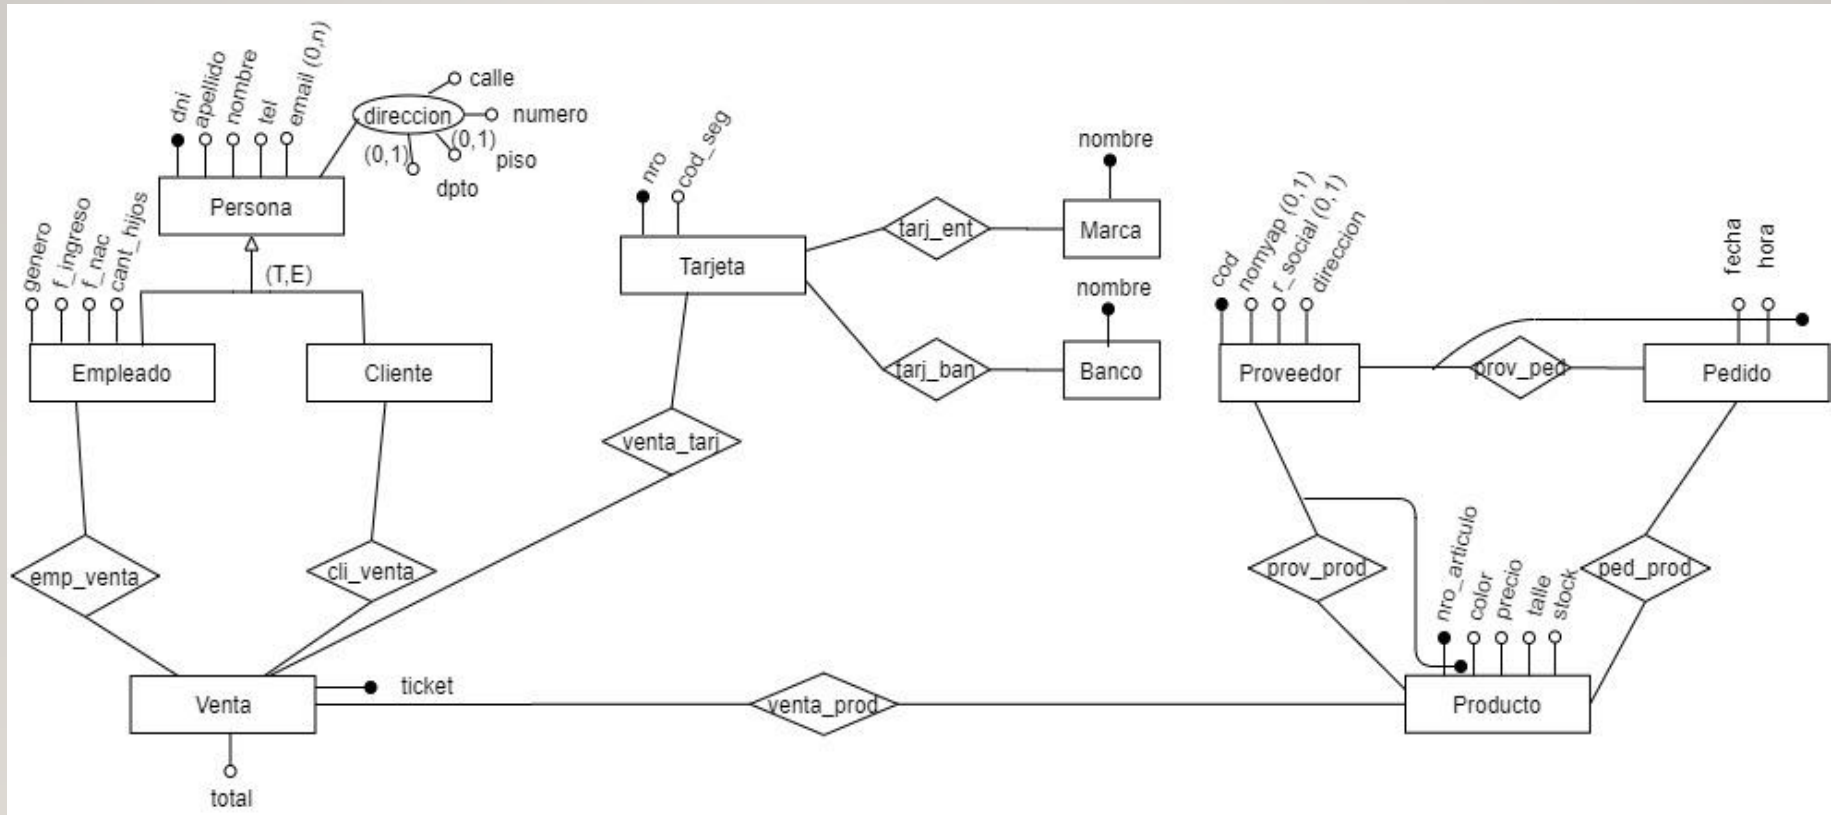 dni
apellido
nombre
tel
email (0,n)
direccion
calle
numero
(0,1)
piso
(0,1)
dpto
Persona
(T,E)
genero
f_ingreso
f_nac
cant_hijos
Empleado
Cliente
nro
cod_seg
Tarjeta
tarj_ent
nombre
Marca
tarj_ban
nombre
Banco
venta_tarj
cod
nomyap (0,1)
r_social (0,1)
direccion
Proveedor
prov_ped
fecha
hora
Pedido
emp_venta
cli_venta
prov_prod
ped_prod
nro_articulo
color
precio
talle
stock
Venta
ticket
total
venta_prod
Producto